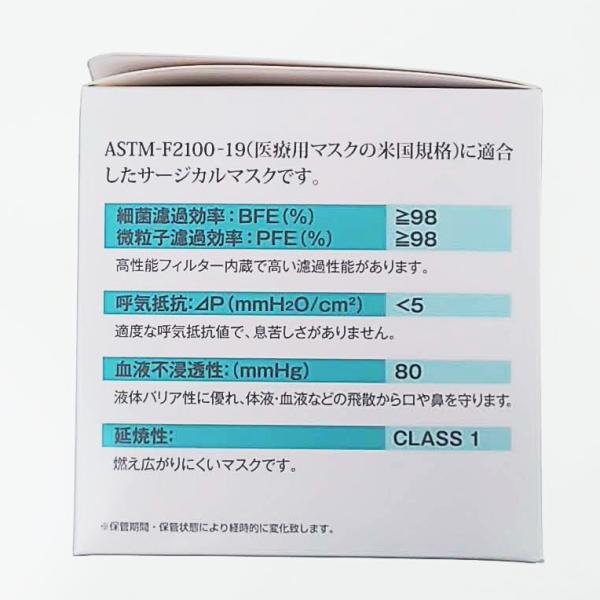 ASTM-F2100-19(医療用マスクの米国規格)に適合
したサージカルマスクです。
細菌濾過効率:BFE(%) ≧98
微粒子濾過効率:PFE(%) ≧98
高性能フィルター内蔵で高い濾過性能があります。
呼気抵抗:⊿P(mmH2O/cm²) <5
適度な呼気抵抗値で、息苦しさがありません。
血液不浸透性:(mmHg) 80
液体バリア性に優れ、体液・血液などの飛散から口や鼻を守ります。
延焼性: CLASS 1
燃え広がりにくいマスクです。
※保管期間・保管状態により経時的に変化致します。